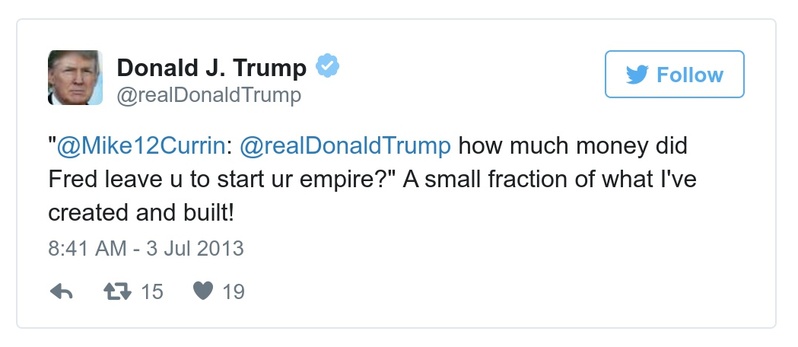 Donald J. Trump
@realDonaldTrump
Follow
"@Mike12Currin: @realDonaldTrump how much money did
Fred leave u to start ur empire?" A small fraction of what I've
created and built!
8:41 AM - 3 Jul 2013
15 19